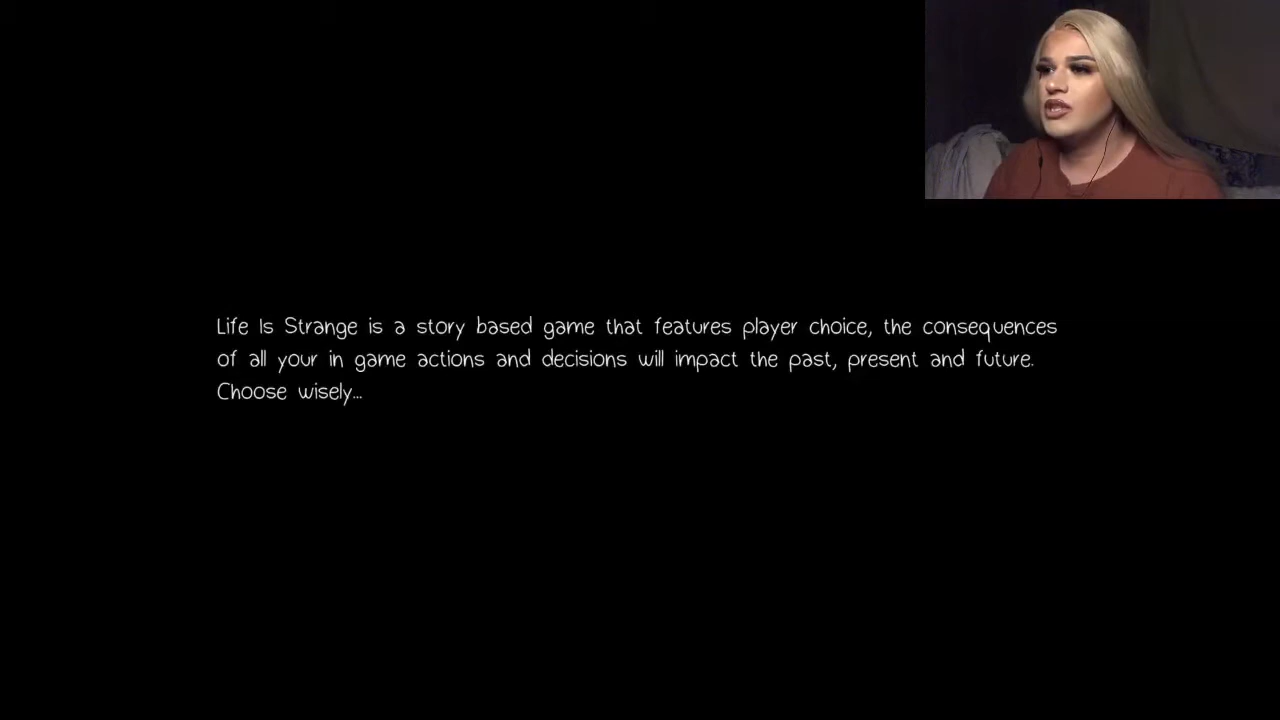 Life Is Strange is a story based game that features player choice, the consequences
of all your in game actions and decisions will impact the past, present and future.
Choose wisely...